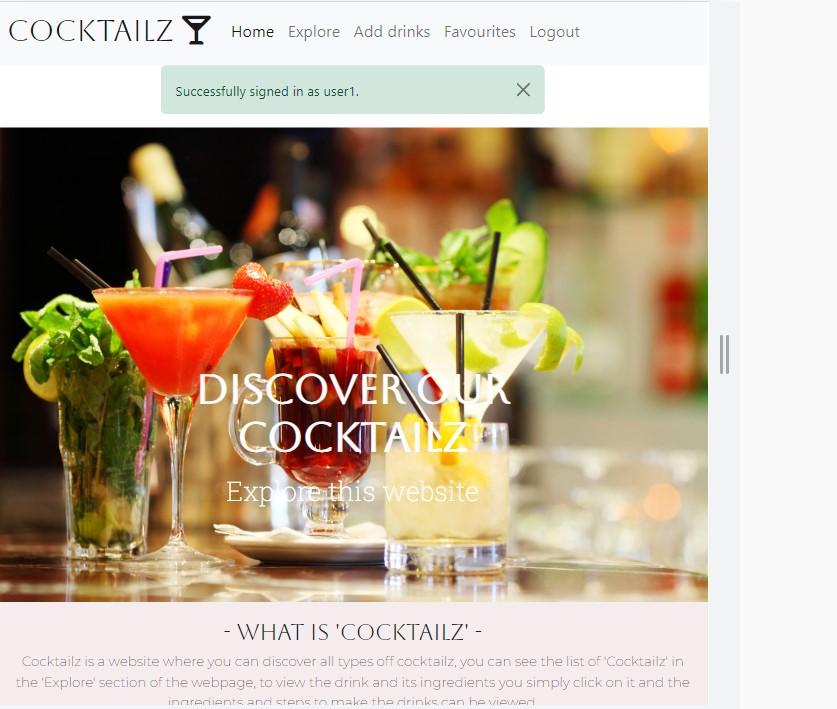 COCKTAILZ Home Explore Add drinks Favourites Logout
Successfully signed in as user1.
DISCOVER OUR
COCKTAILZ
Explore this website
- WHAT IS 'COCKTAILZ' -
Cocktailz is a website where you can discover all types off cocktailz, you can see the list of 'Cocktailz' in
the 'Explore' section of the webpage, to view the drink and its ingredients you simply click on it and the
ingredients and steps to make the drinks can be viewed.